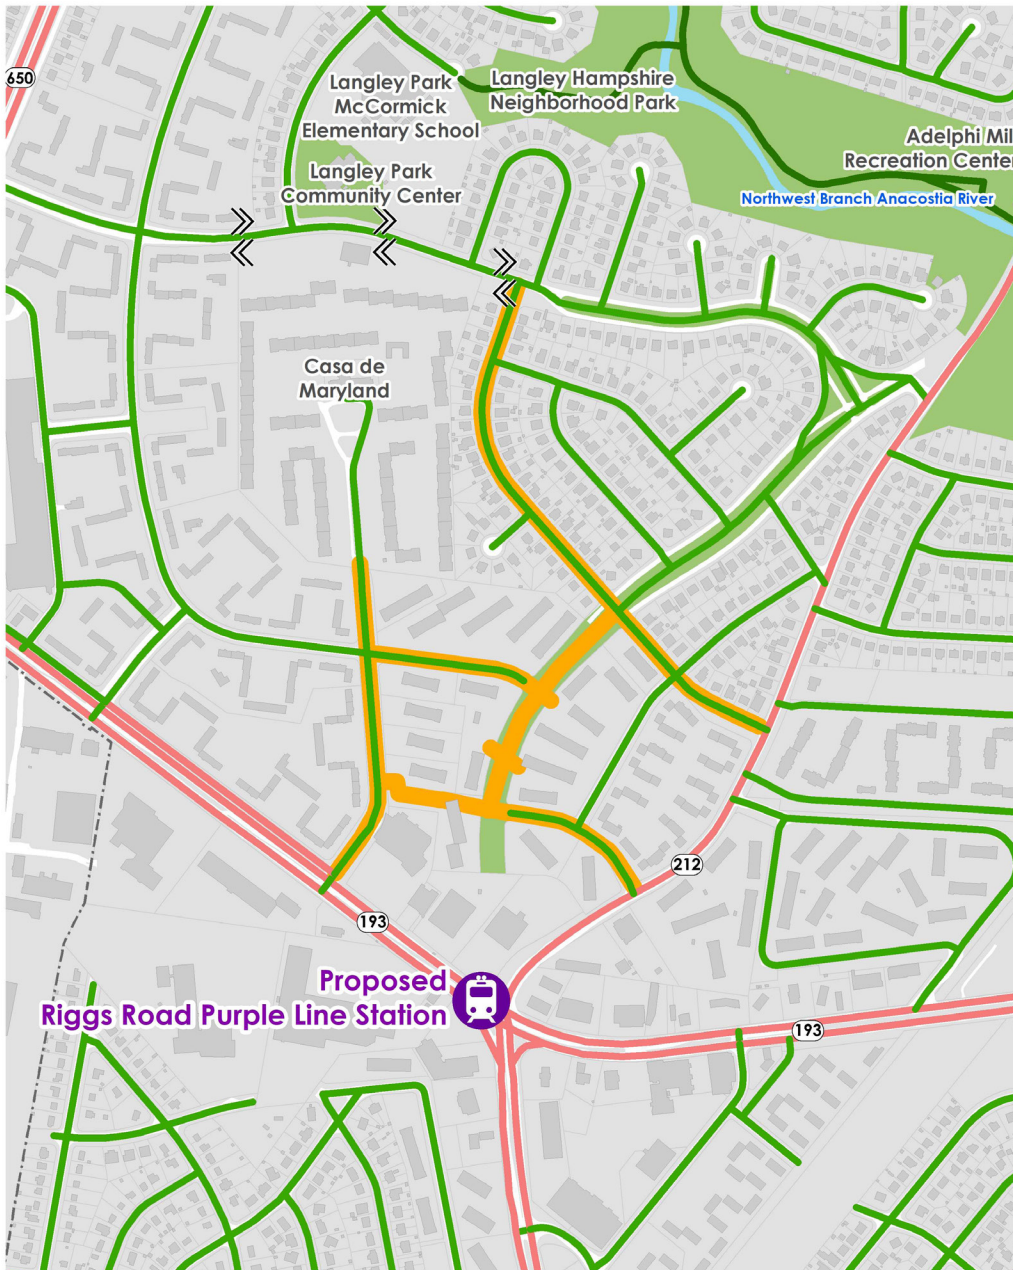 650
Langley Park
McCormick
Elementary School
Langley Hampshire
Neighborhood Park
Adelphi Mil
Recreation Center
Langley Park
Community Center
Northwest Branch Anacostia River
Casa de
Maryland
212
193
Proposed
Riggs Road Purple Line Station
193